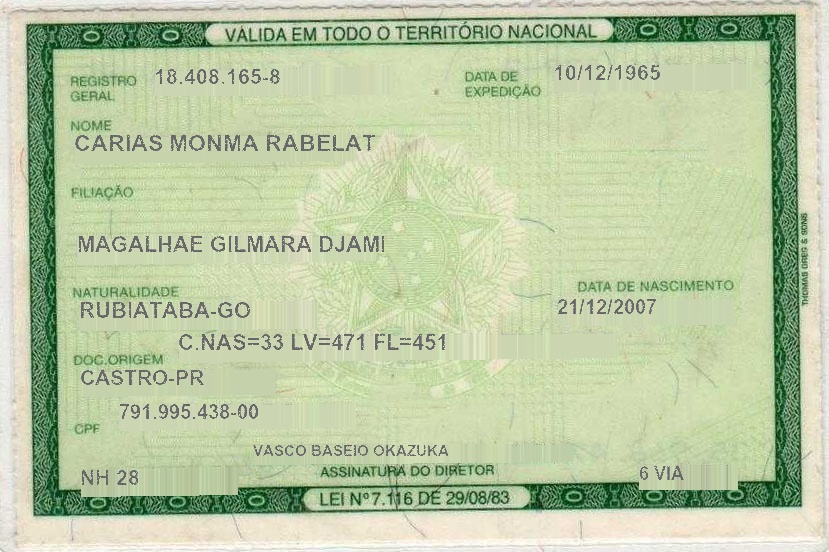 VÁLIDA EM TODO O TERRITÓRIO NACIONAL
REGISTRO GERAL 18.408.165-8 DATA DE EXPEDIÇÃO 10/12/1965
NOME
CARIAS MONMA RABELAT
FILIAÇÃO
MAGALHAE GILMARA DJAMI
NATURALIDADE DATA DE NASCIMENTO
RUBIATABA-GO 21/12/2007
C.NAS=33 LV=471 FL=451
DOC.ORIGEM
CASTRO-PR
791.995.438-00
CPF
VASCO BASEIO OKAZUKA
NH 28 ASSINATURA DO DIRETOR 6 VIA
LEI Nº 7.116 DE 29/08/83
THOMAS GREG & SONS